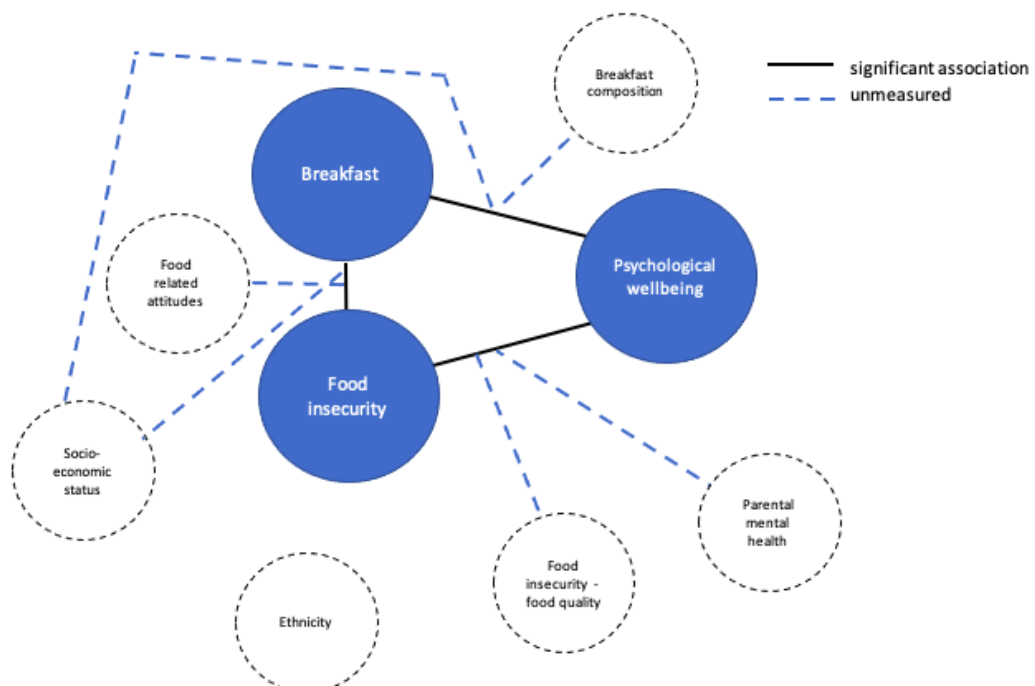 Breakfast
composition
significant association
unmeasured
Breakfast
Food
related
attitudes
Psychological
wellbeing
Food
insecurity
Socio-
economic
status
Parental
mental
health
Food
insecurity -
food quality
Ethnicity